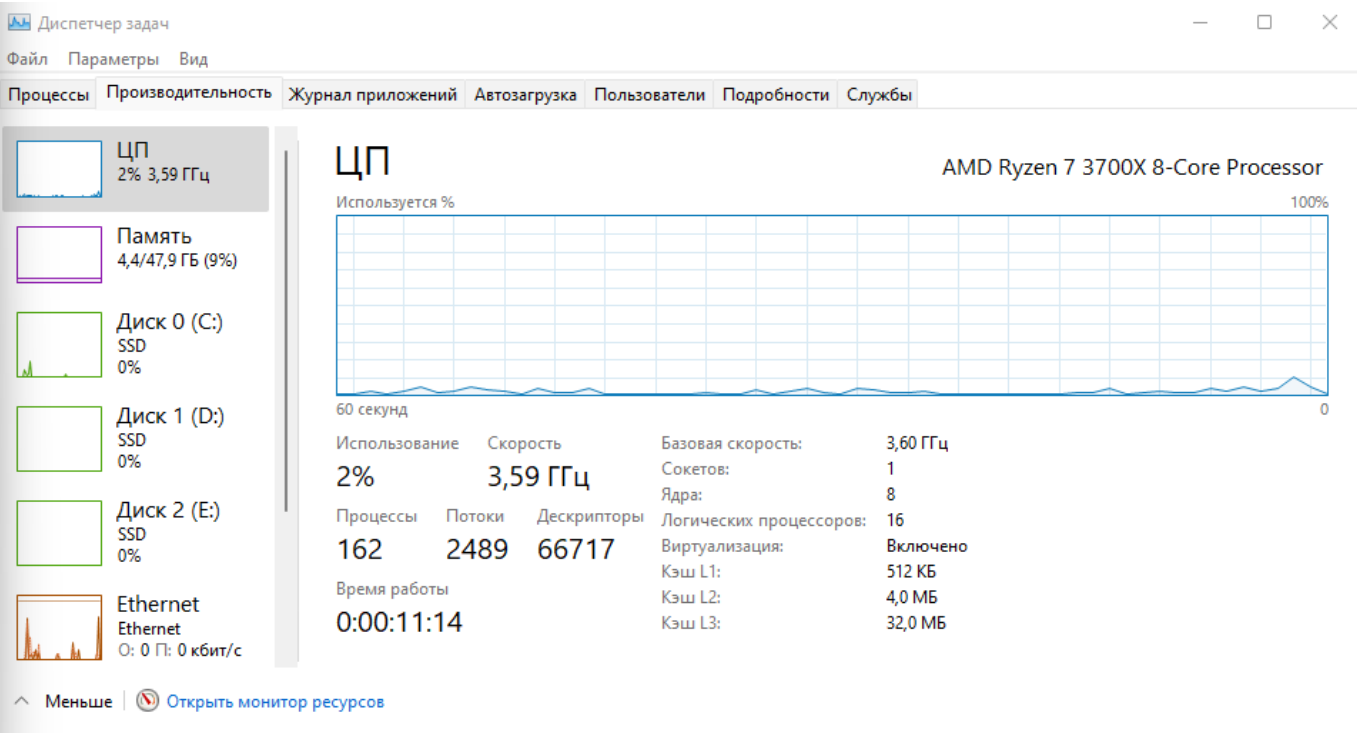 Диспетчер задач
Файл Параметры Вид
Процессы Производительность Журнал приложений Автозагрузка Пользователи Подробности Службы
ЦП
2% 3,59 ГГц
Память
4,4/47,9 ГБ (9%)
Диск 0 (C:)
SSD
0%
Диск 1 (D:)
SSD
0%
Диск 2 (E:)
SSD
0%
Ethernet
Ethernet
О: 0 П: 0 кбит/с
ЦП AMD Ryzen 7 3700X 8-Core Processor
Используется % 100%
60 секунд 0
Использование Скорость
2% 3,59 ГГц
Процессы Потоки Дескрипторы
162 2489 66717
Время работы
0:00:11:14
Базовая скорость: 3,60 ГГц
Сокетов: 1
Ядра: 8
Логических процессоров: 16
Виртуализация: Включено
Кэш L1: 512 КБ
Кэш L2: 4,0 МБ
Кэш L3: 32,0 МБ
Меньше Открыть монитор ресурсов